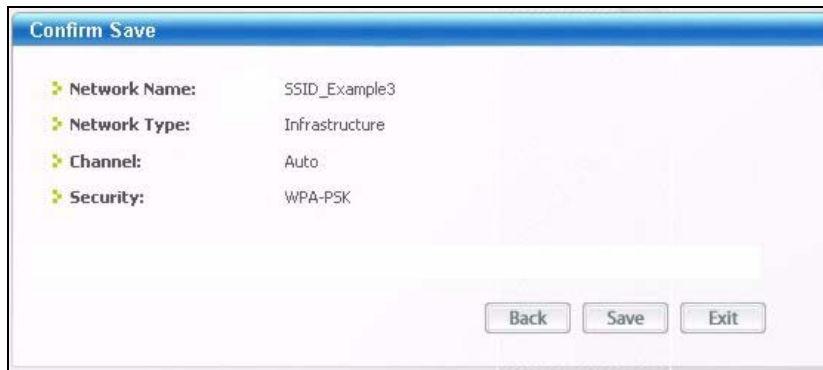 Confirm Save
Network Name: SSID_Example3
Network Type: Infrastructure
Channel: Auto
Security: WPA-PSK
Back Save Exit